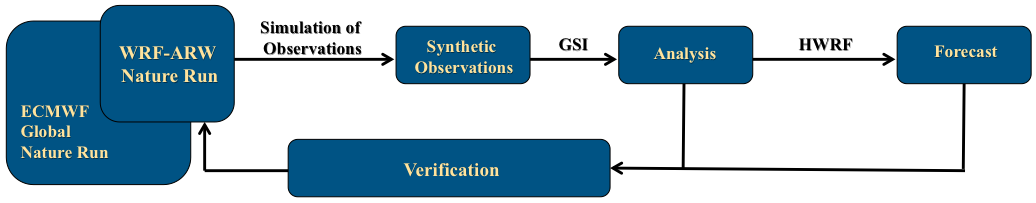 WRF-ARW
Nature Run
ECMWF
Global
Nature Run
Simulation of
Observations
Synthetic
Observations
GSI
Analysis
HWRF
Forecast
Verification